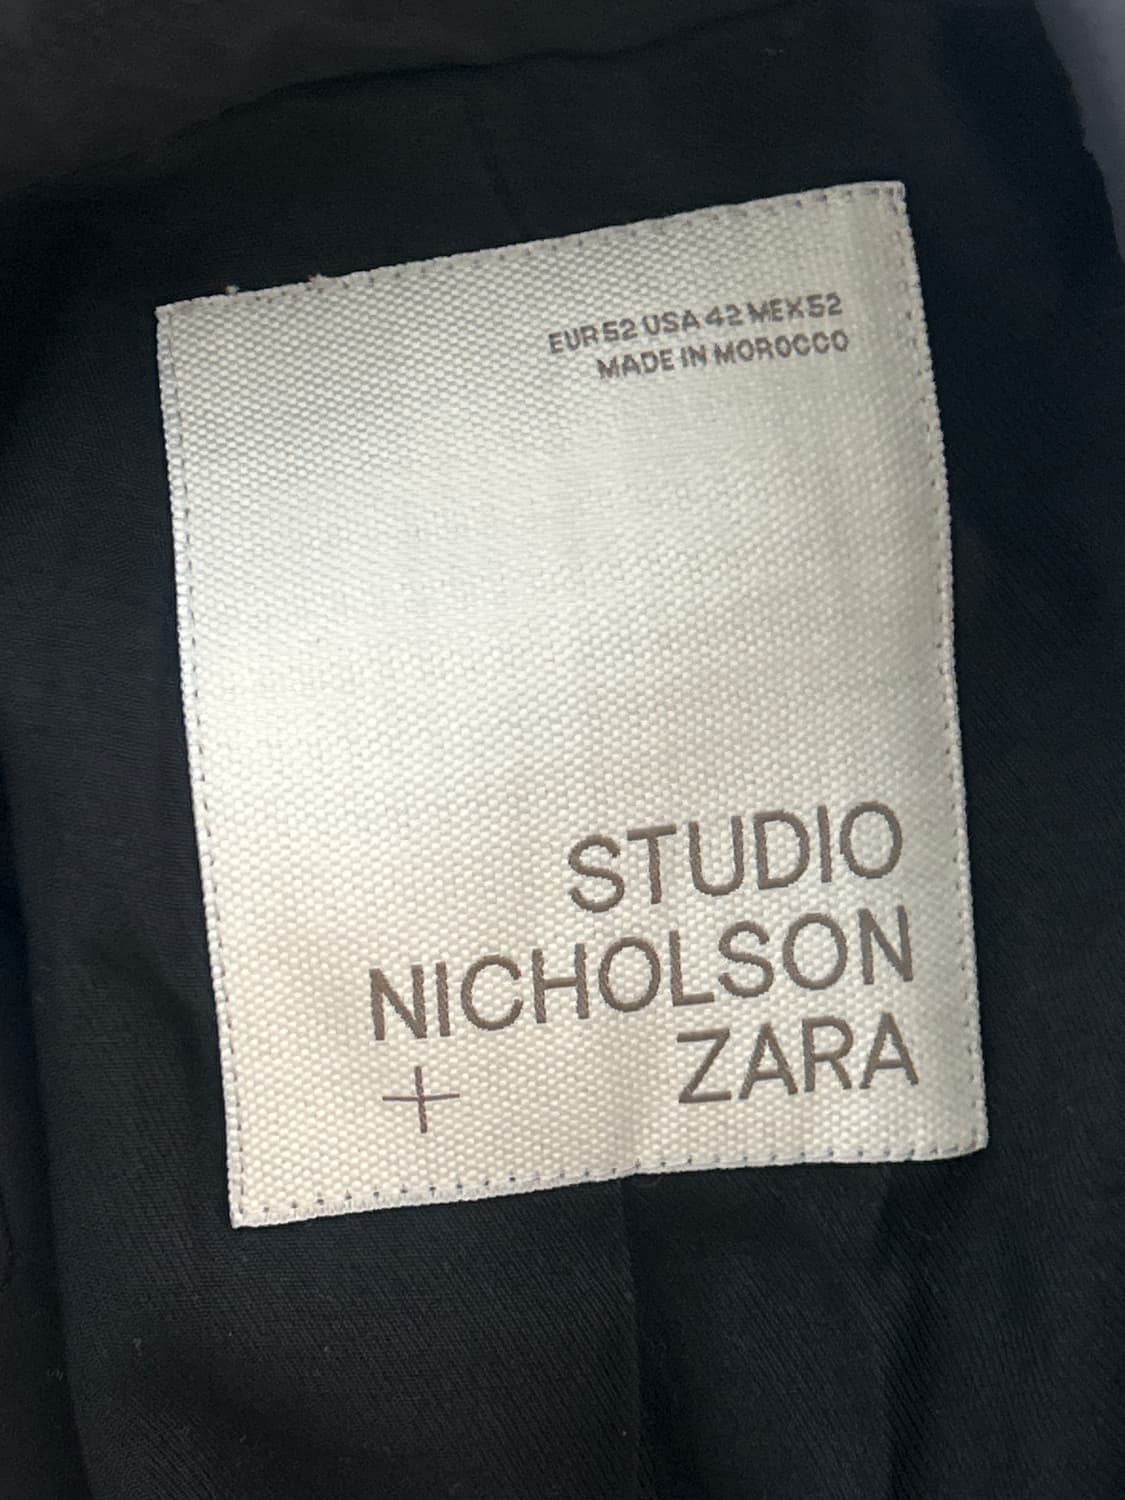 EUR 52 USA 42 MEX 52
MADE IN MOROCCO
STUDIO
NICHOLSON
+ ZARA